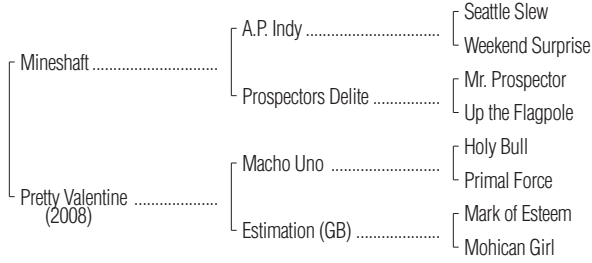 Seattle Slew
A.P. Indy ..............................
Weekend Surprise
Mineshaft ............................
Mr. Prospector
Prospectors Delite ...............
Up the Flagpole
Holy Bull
Macho Uno ........................
Primal Force
Pretty Valentine ...................
(2008)
Mark of Esteem
Estimation (GB) ...................
Mohican Girl